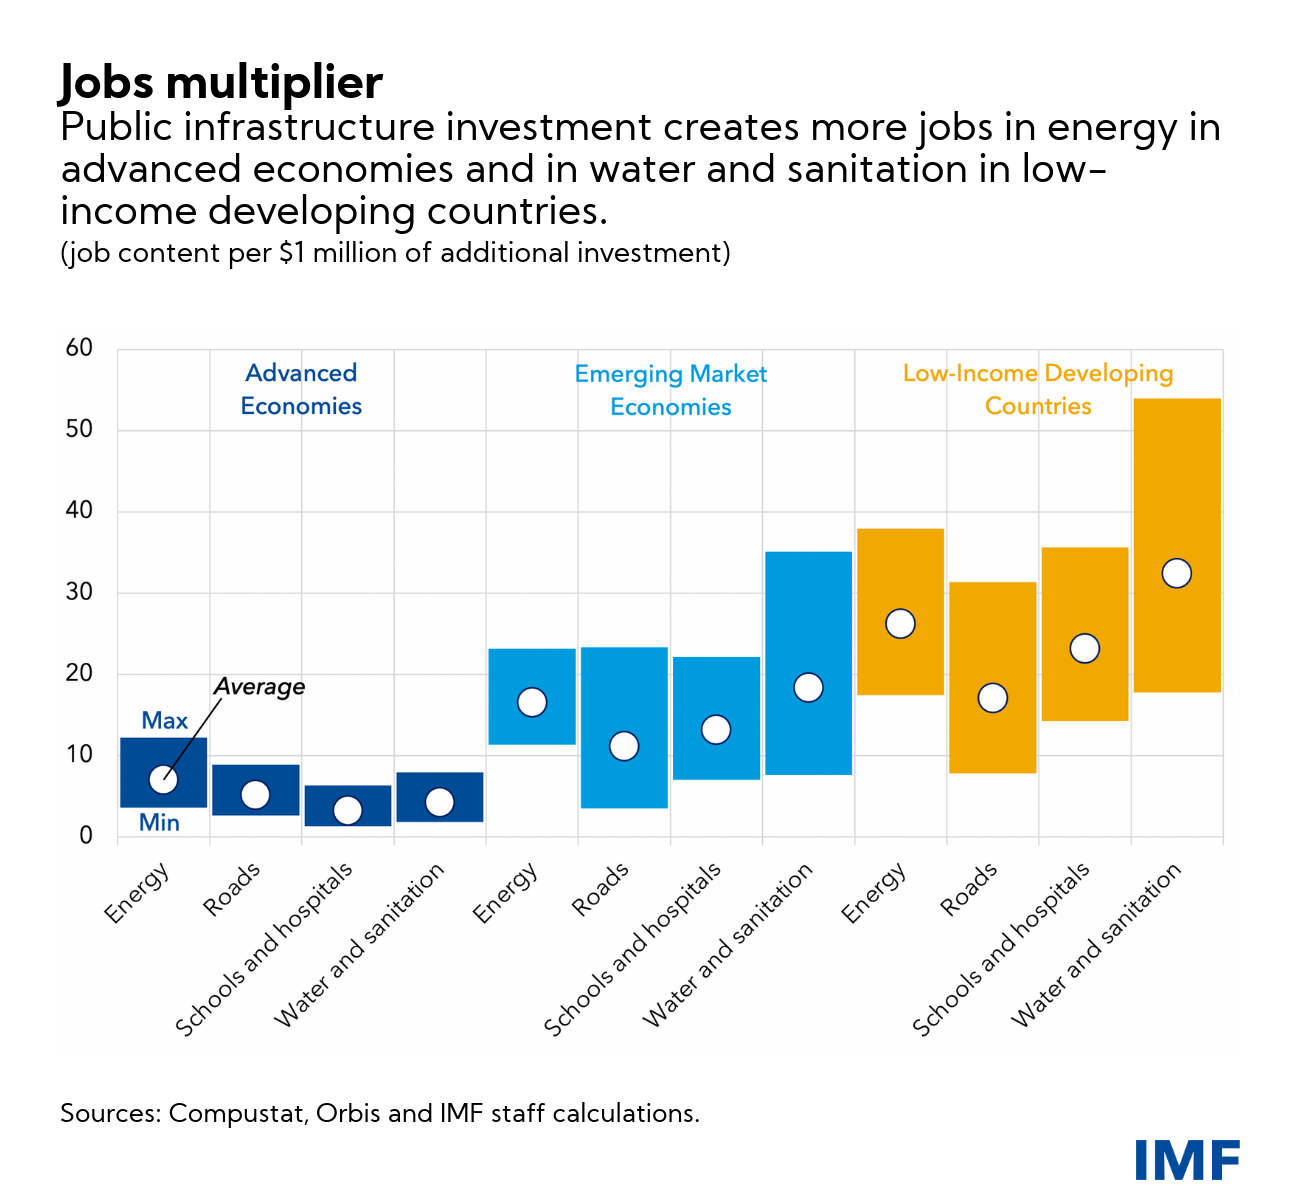 Jobs multiplier
Public infrastructure investment creates more jobs in energy in
advanced economies and in water and sanitation in low-
income developing countries.
(job content per $1 million of additional investment)
60
50
40
30
20
10
0
Advanced
Economies
Emerging Market
Economies
Low-Income Developing
Countries
Average
Max
Min
Energy
Roads
Schools and hospitals
Water and sanitation
Energy
Roads
Schools and hospitals
Water and sanitation
Energy
Roads
Schools and hospitals
Water and sanitation
Sources: Compustat, Orbis and IMF staff calculations.
IMF